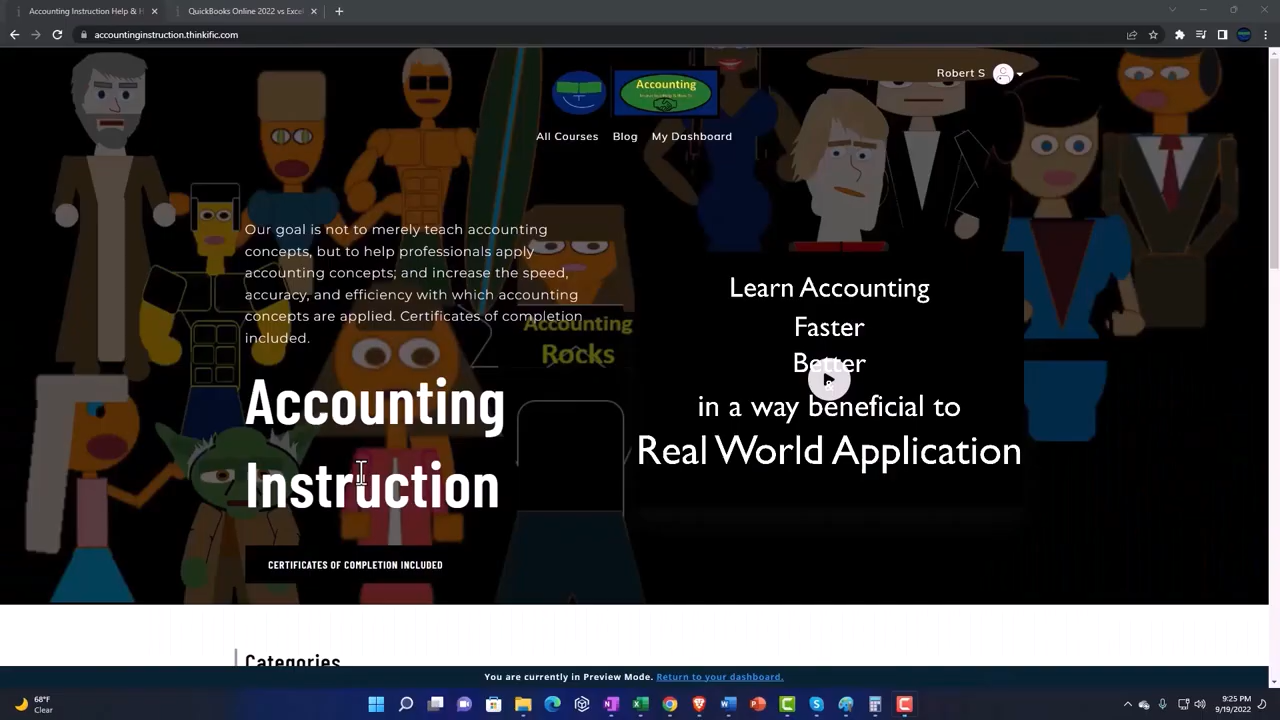 Accounting Instruction Help & H
QuickBooks Online 2022 vs Excel
accountinginstruction.thinkific.com
Robert S
Accounting
All Courses Blog My Dashboard
Our goal is not to merely teach accounting
concepts, but to help professionals apply
accounting concepts; and increase the speed,
accuracy, and efficiency with which accounting
concepts are applied. Certificates of completion
included.
Accounting
Rocks
Accounting
Instruction
CERTIFICATES OF COMPLETION INCLUDED
Learn Accounting
Faster
Better
&
in a way beneficial to
Real World Application
Categories
You are currently in Preview Mode. Return to your dashboard.
68°F
Clear
9:25 PM
9/19/2022